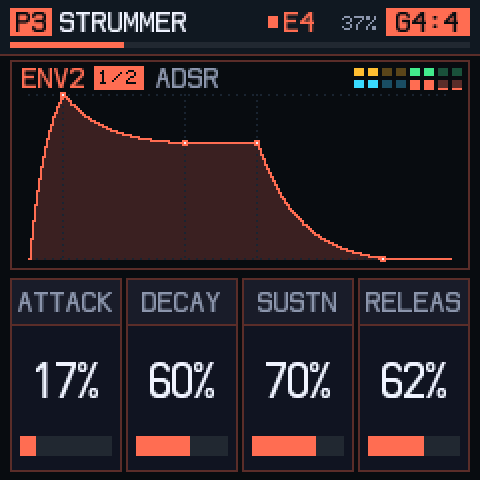 P3 STRUMMER E4 37% G4:4
ENV2 1/2 ADSR
ATTACK DECAY SUSTN RELEAS
17% 60% 70% 62%